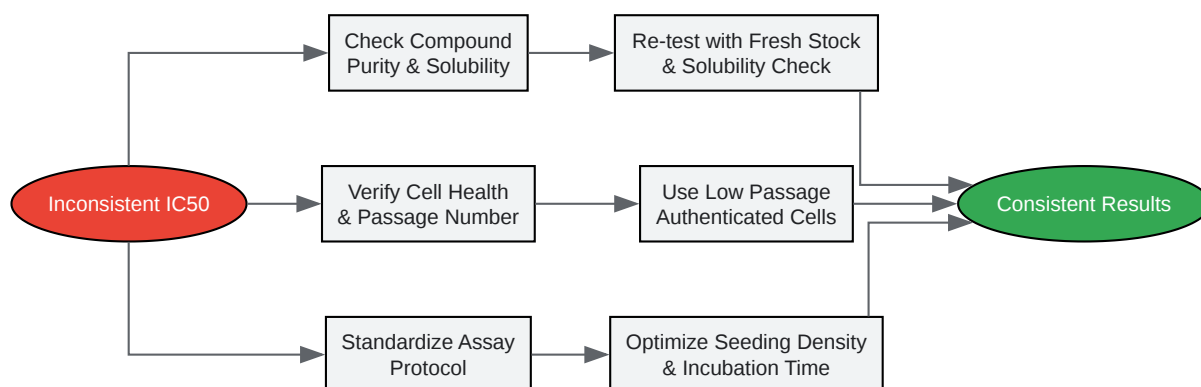 Check Compound
Purity & Solubility
Re-test with Fresh Stock
& Solubility Check
Inconsistent IC50
Verify Cell Health
& Passage Number
Use Low Passage
Authenticated Cells
Consistent Results
Standardize Assay
Protocol
Optimize Seeding Density
& Incubation Time